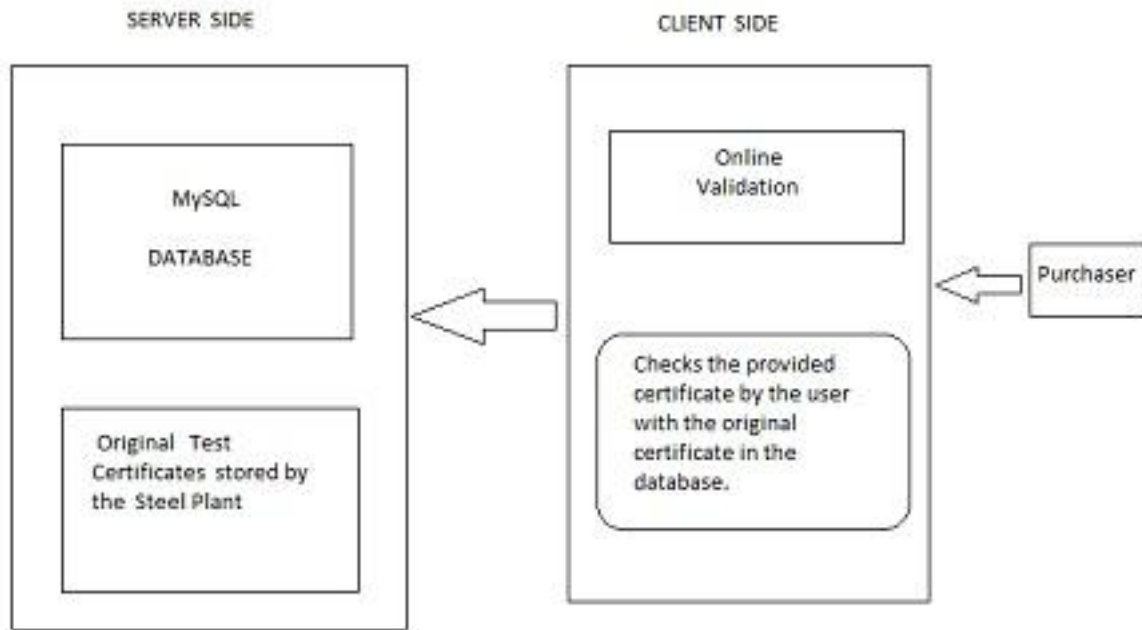 SERVER SIDE
MySQL
DATABASE
Original Test
Certificates stored by
the Steel Plant
CLIENT SIDE
Online
Validation
Checks the provided
certificate by the user
with the original
certificate in the
database.
Purchaser